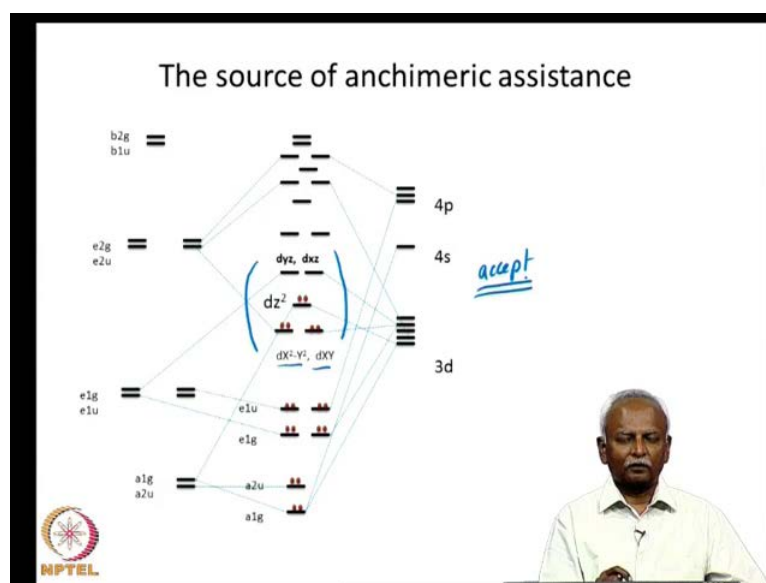 The source of anchimeric assistance
b2g
b1u
4p
e2g
e2u
4s
accept
dyz, dxz
dz2
3d
dX2-Y2, dXY
e1g
e1u
e1u
e1g
a1g
a2u
a2u
a1g
NPTEL